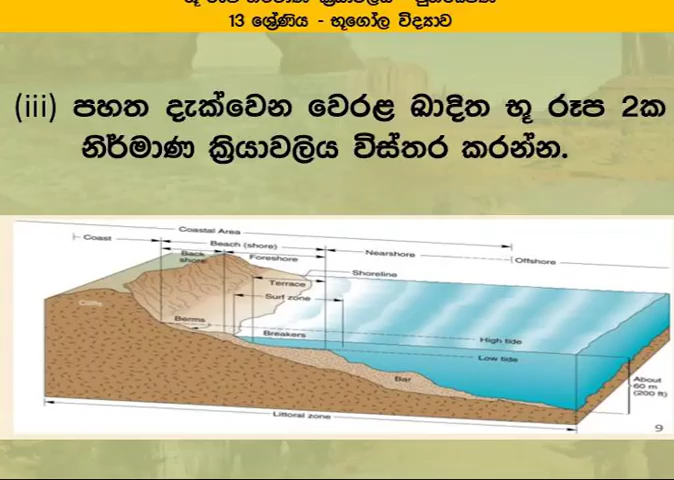 13 ශ්‍රේණිය - භූගෝල විද්‍යාව
(iii) පහත දැක්වෙන වෙරළ ඛාදිත භූ රූප 2ක
නිර්මාණ ක්‍රියාවලිය විස්තර කරන්න.
Coastal Area
Coast
Beach (shore)
Nearshore
Offshore
Back shore
Foreshore
Shoreline
Terrace
Surf zone
Cliffs
Berms
Breakers
High tide
Low tide
Bar
About
60 m
(200 ft)
Littoral zone
9